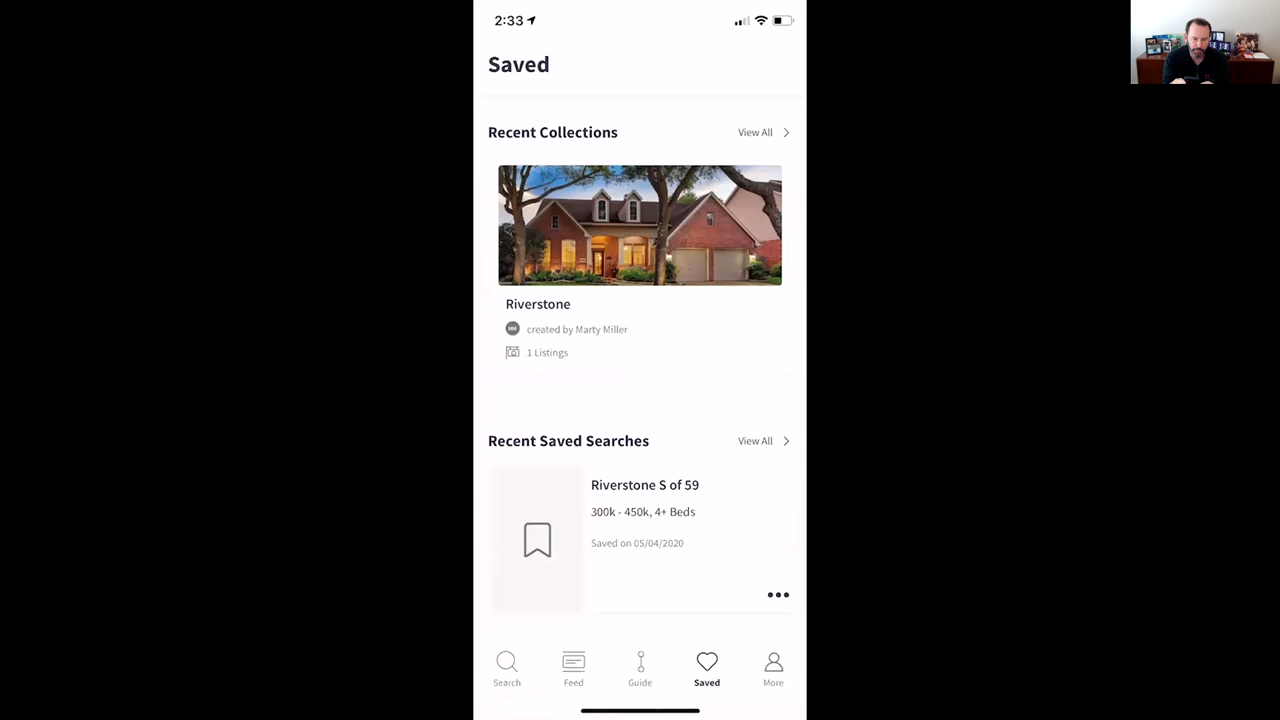 2:33
Saved
Recent Collections
View All
Riverstone
MM
created by Marty Miller
1 Listings
Recent Saved Searches
View All
Riverstone S of 59
300k - 450k, 4+ Beds
Saved on 05/04/2020
Search
Feed
Guide
Saved
More